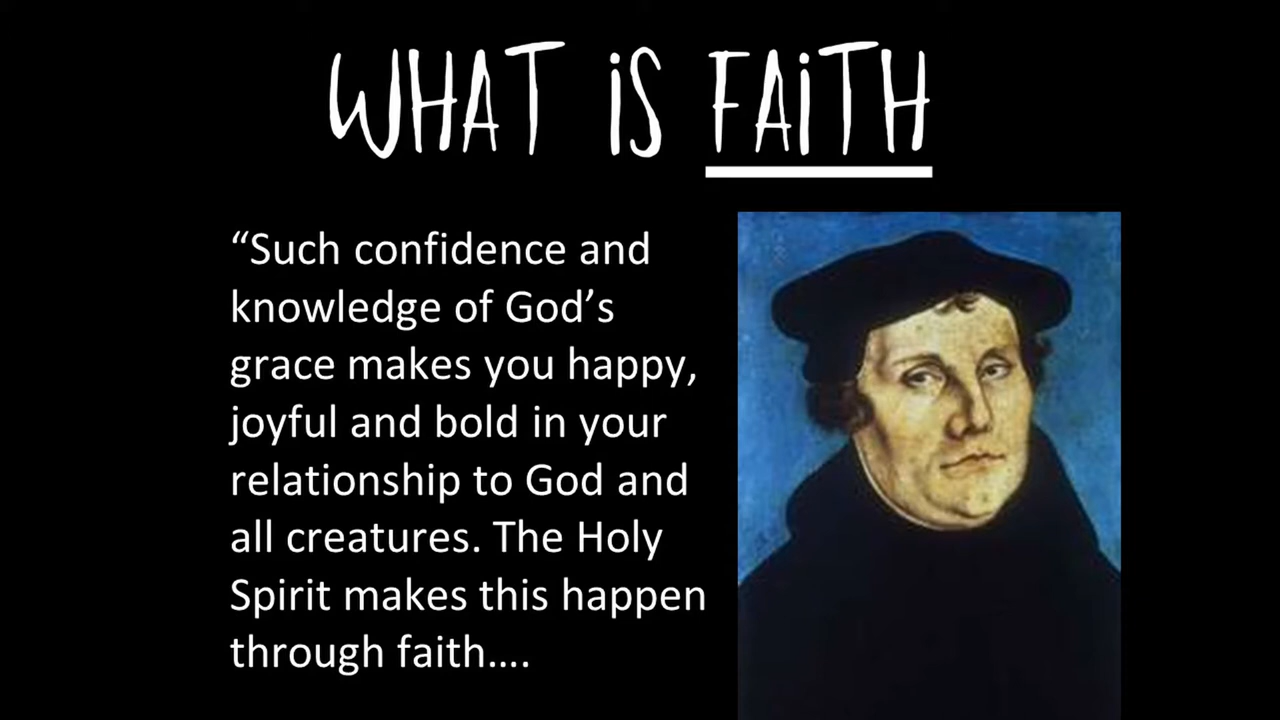 WHAT iS FAiTH
“Such confidence and
knowledge of God’s
grace makes you happy,
joyful and bold in your
relationship to God and
all creatures. The Holy
Spirit makes this happen
through faith….